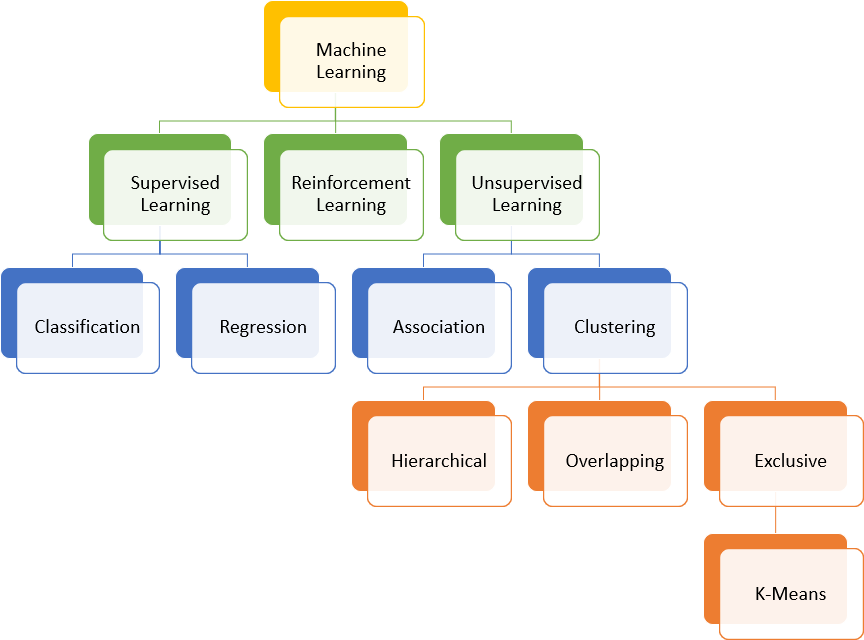 Machine
Learning
Supervised
Learning
Reinforcement
Learning
Unsupervised
Learning
Classification
Regression
Association
Clustering
Hierarchical
Overlapping
Exclusive
K-Means